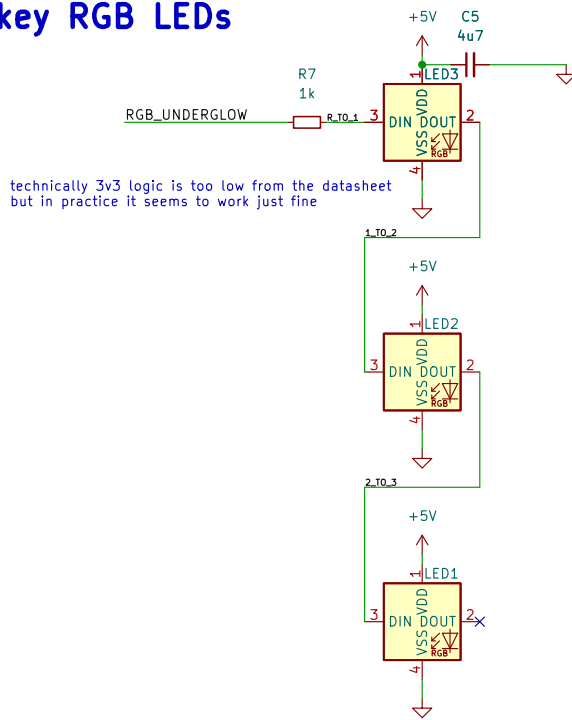 key RGB LEDs
+5V
C5
4u7
R7
1k
RGB_UNDERGLOW
R_TO_1
1
LED3
3
DIN
DOUT
2
VDD
VSS
RGB
4
technically 3v3 logic is too low from the datasheet
but in practice it seems to work just fine
1_TO_2
+5V
1
LED2
3
DIN
DOUT
2
VDD
VSS
RGB
4
2_TO_3
+5V
1
LED1
3
DIN
DOUT
2
VDD
VSS
RGB
4